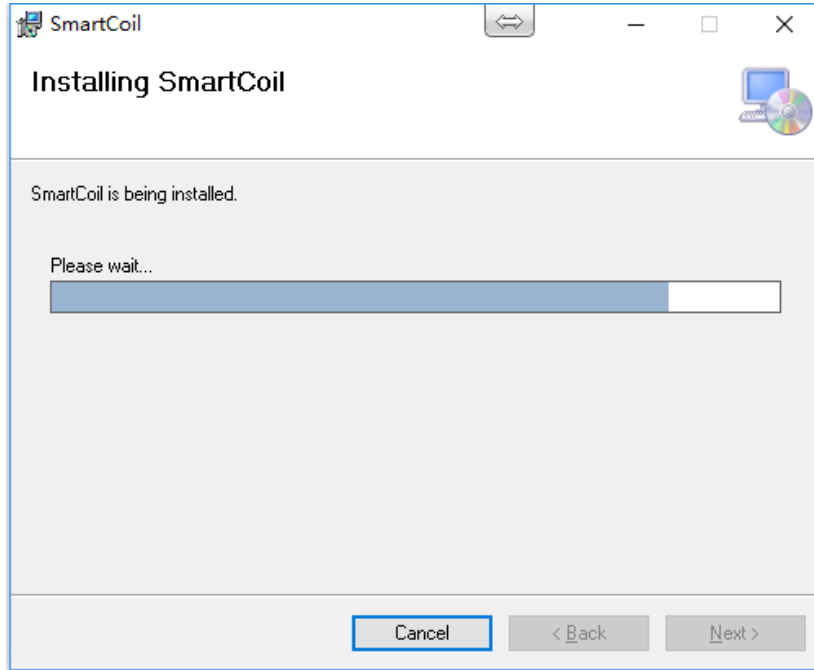 SmartCoil
Installing SmartCoil
SmartCoil is being installed.
Please wait...
Cancel
< Back
Next >